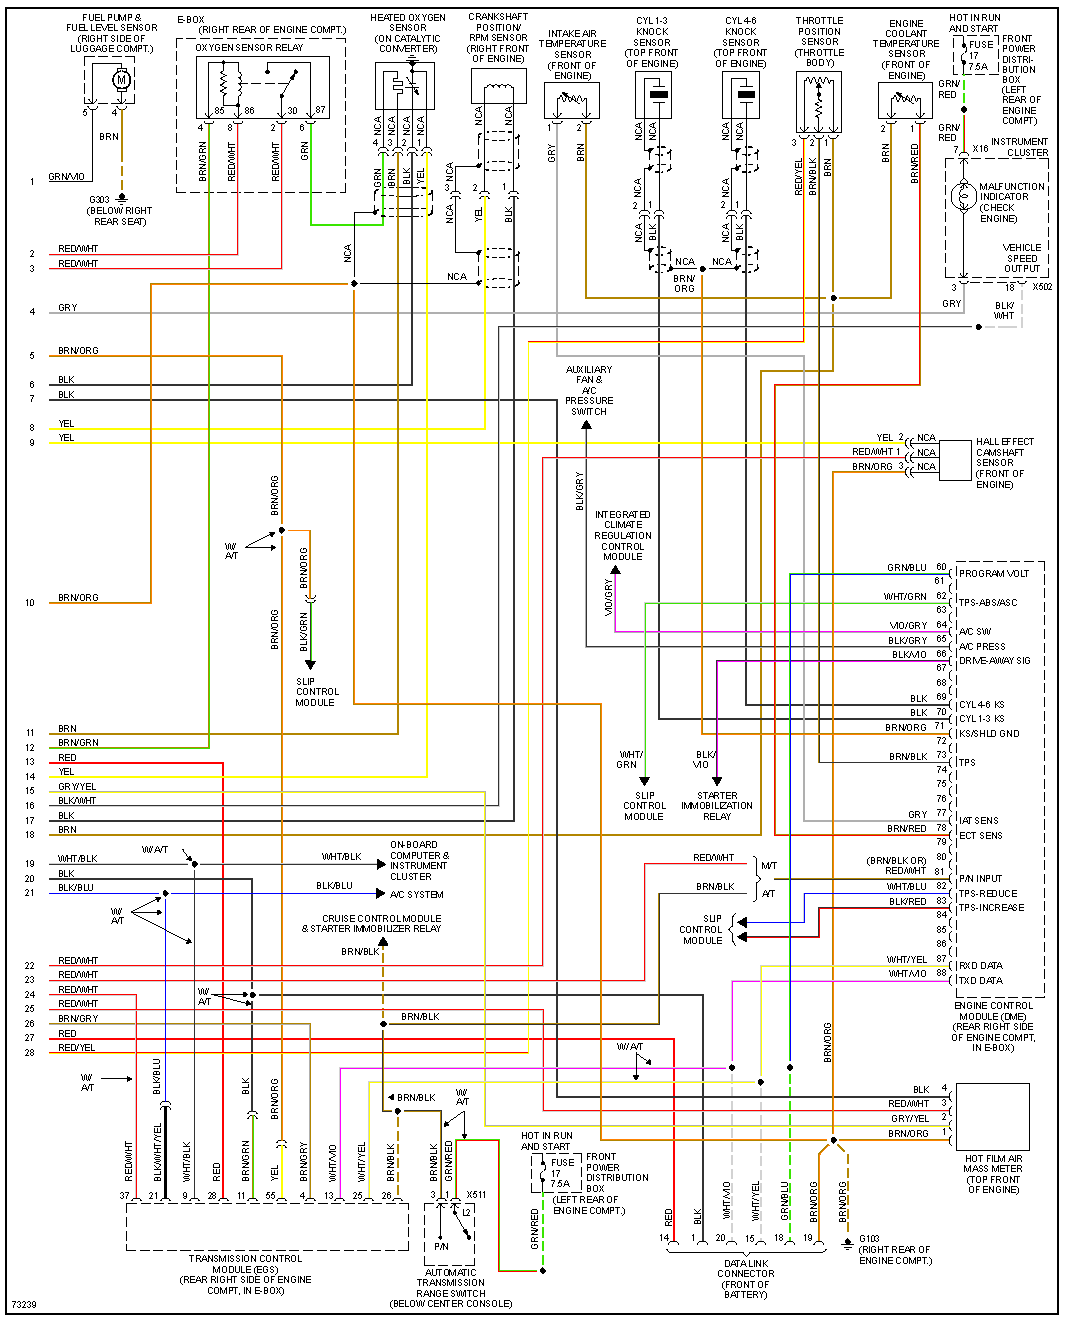 FUEL PUMP &
FUEL LEVEL SENSOR
(RIGHT SIDE OF
LUGGAGE COMPT.)
M
5
4
BRN
GRN/VIO
G303
(BELOW RIGHT
REAR SEAT)
E-BOX
(RIGHT REAR OF ENGINE COMPT.)
OXYGEN SENSOR RELAY
85
86
30
87
4
8
2
6
BRN/GRN
RED/WHT
RED/WHT
GRN
HEATED OXYGEN
SENSOR
(ON CATALYTIC
CONVERTER)
NCA
NCA
NCA
NCA
4
3
2
1
GRN
BRN
BLK
YEL
NCA
CRANKSHAFT
POSITION/
RPM SENSOR
(RIGHT FRONT
OF ENGINE)
NCA
NCA
NCA
3
2
1
NCA
YEL
BLK
NCA
INTAKE AIR
TEMPERATURE
SENSOR
(FRONT OF
ENGINE)
1
2
GRY
BRN
CYL 1-3
KNOCK
SENSOR
(TOP FRONT
OF ENGINE)
NCA
NCA
2
1
NCA
BLK
NCA
BRN/
ORG
CYL 4-6
KNOCK
SENSOR
(TOP FRONT
OF ENGINE)
NCA
NCA
2
1
NCA
BLK
NCA
THROTTLE
POSITION
SENSOR
(THROTTLE
BODY)
3
1
2
RED/YEL
BRN/BLK
BRN
ENGINE
COOLANT
TEMPERATURE
SENSOR
(FRONT OF
ENGINE)
2
1
BRN
BRN/RED
HOT IN RUN
AND START
FUSE
17
7.5A
FRONT
POWER
DISTRI-
BUTION
BOX
(LEFT
REAR OF
ENGINE
COMPT)
GRN/
RED
GRN/
RED
7
X16
INSTRUMENT
CLUSTER
MALFUNCTION
INDICATOR
(CHECK
ENGINE)
VEHICLE
SPEED
OUTPUT
3
18
X502
GRY
BLK/
WHT
1
2 RED/WHT
3 RED/WHT
4 GRY
5 BRN/ORG
6 BLK
7 BLK
8 YEL
9 YEL
10 BRN/ORG
11 BRN
12 BRN/GRN
13 RED
14 YEL
15 GRY/YEL
16 BLK/WHT
17 BLK
18 BRN
19 WHT/BLK
20 BLK
21 BLK/BLU
22 RED/WHT
23 RED/WHT
24 RED/WHT
25 RED/WHT
26 BRN/GRY
27 RED
28 RED/YEL
AUXILIARY
FAN &
A/C
PRESSURE
SWITCH
BLK/GRY
INTEGRATED
CLIMATE
REGULATION
CONTROL
MODULE
VIO/GRY
YEL 2 NCA
RED/WHT 1 NCA
BRN/ORG 3 NCA
HALL EFFECT
CAMSHAFT
SENSOR
(FRONT OF
ENGINE)
BRN/ORG
W/
A/T
BRN/ORG
BRN/ORG
BLK/GRN
SLIP
CONTROL
MODULE
GRN/BLU 60 PROGRAM VOLT
61
WHT/GRN 62 TPS-ABS/ASC
63
VIO/GRY 64 A/C SW
BLK/GRY 65 A/C PRESS
BLK/VIO 66 DRIVE-AWAY SIG
67
68
BLK 69 CYL 4-6 KS
BLK 70 CYL 1-3 KS
BRN/ORG 71 KS/SHLD GND
72
BRN/BLK 73 TPS
74
75
76
GRY 77 IAT SENS
BRN/RED 78 ECT SENS
79
80
(BRN/BLK OR)
RED/WHT 81 P/N INPUT
WHT/BLU 82 TPS-REDUCE
BLK/RED 83 TPS-INCREASE
84
85
86
WHT/YEL 87 RXD DATA
WHT/VIO 88 TXD DATA
ENGINE CONTROL
MODULE (DME)
(REAR RIGHT SIDE
OF ENGINE COMPT,
IN E-BOX)
WHT/
GRN
SLIP
CONTROL
MODULE
BLK/
VIO
STARTER
IMMOBILIZATION
RELAY
W/ A/T
WHT/BLK
ON-BOARD
COMPUTER &
INSTRUMENT
CLUSTER
BLK/BLU
A/C SYSTEM
W/
A/T
CRUISE CONTROL MODULE
& STARTER IMMOBILIZER RELAY
BRN/BLK
RED/WHT
M/T
BRN/BLK
A/T
SLIP
CONTROL
MODULE
W/
A/T
BRN/BLK
W/ A/T
BRN/ORG
W/
A/T
BLK/BLU
BLK
BRN/ORG
BRN/BLK
W/
A/T
RED/WHT
BLK/WHT/YEL
WHT/BLK
RED
BRN/GRN
YEL
BRN/GRY
WHT/VIO
WHT/YEL
BRN/BLK
BRN/BLK
GRN/RED
37
21
9
28
11
55
4
13
25
26
3
1
X511
TRANSMISSION CONTROL
MODULE (EGS)
(REAR RIGHT SIDE OF ENGINE
COMPT, IN E-BOX)
P/N
L2
AUTOMATIC
TRANSMISSION
RANGE SWITCH
(BELOW CENTER CONSOLE)
HOT IN RUN
AND START
FUSE
17
7.5A
FRONT
POWER
DISTRIBUTION
BOX
(LEFT REAR OF
ENGINE COMPT.)
GRN/RED
BLK 4
RED/WHT 3
GRY/YEL 2
BRN/ORG 1
HOT FILM AIR
MASS METER
(TOP FRONT
OF ENGINE)
RED
BLK
WHT/VIO
WHT/YEL
GRN/BLU
BRN/ORG
BRN/ORG
14
1
20
15
18
19
DATA LINK
CONNECTOR
(FRONT OF
BATTERY)
G103
(RIGHT REAR OF
ENGINE COMPT.)
73239